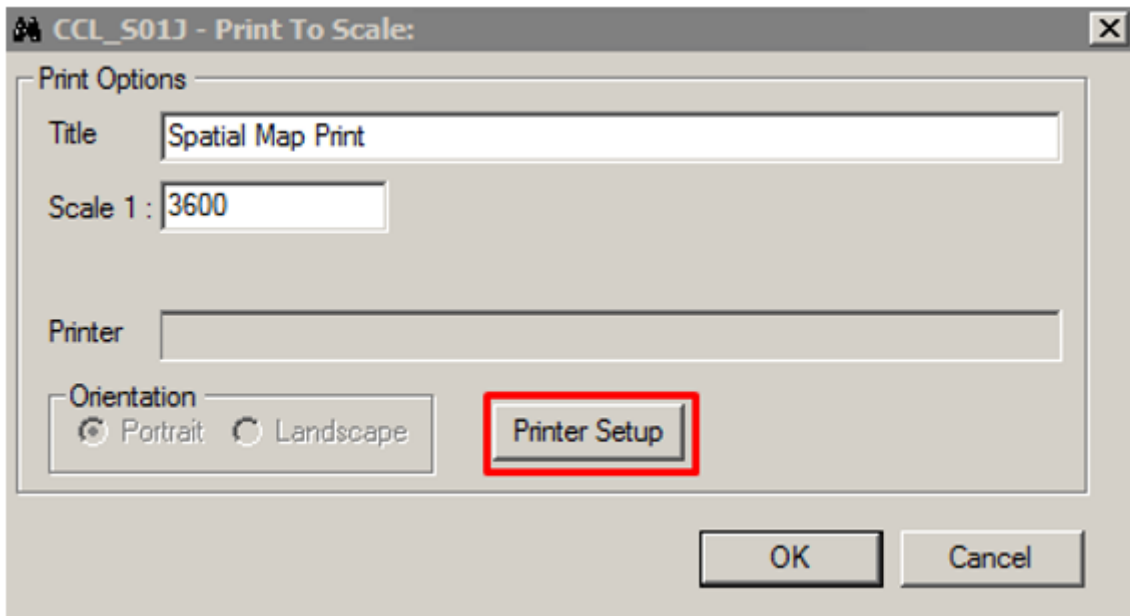 CCL_S01J - Print To Scale:
Print Options
Title Spatial Map Print
Scale 1 : 3600
Printer
Orientation
Portrait Landscape
Printer Setup
OK Cancel